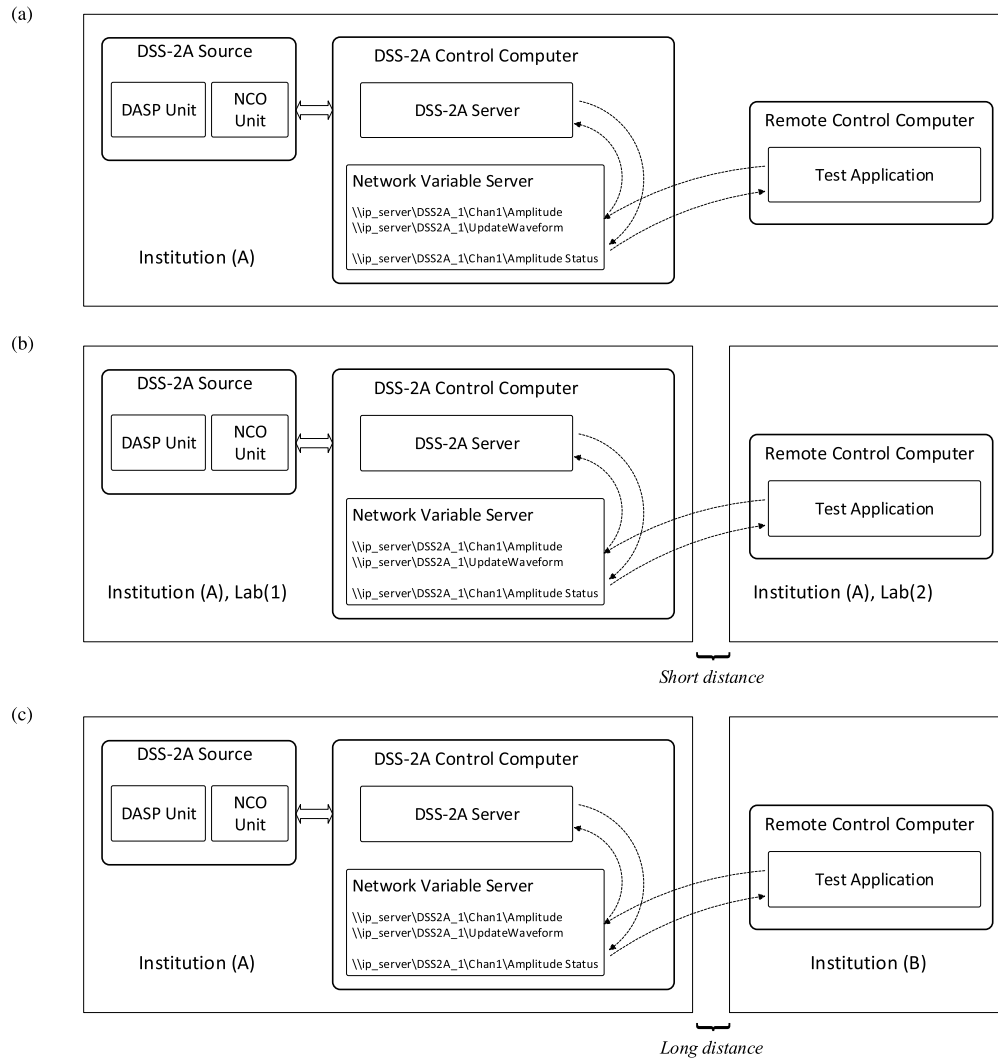 (a)
DSS-2A Source
DASP Unit
NCO
Unit
Institution (A)
DSS-2A Control Computer
DSS-2A Server
Network Variable Server
\\ip_server\DSS2A_1\Chan1\Amplitude
\\ip_server\DSS2A_1\UpdateWaveform
\\ip_server\DSS2A_1\Chan1\Amplitude Status
Remote Control Computer
Test Application
(b)
DSS-2A Source
DASP Unit
NCO
Unit
Institution (A), Lab(1)
DSS-2A Control Computer
DSS-2A Server
Network Variable Server
\\ip_server\DSS2A_1\Chan1\Amplitude
\\ip_server\DSS2A_1\UpdateWaveform
\\ip_server\DSS2A_1\Chan1\Amplitude Status
Remote Control Computer
Test Application
Institution (A), Lab(2)
Short distance
(c)
DSS-2A Source
DASP Unit
NCO
Unit
Institution (A)
DSS-2A Control Computer
DSS-2A Server
Network Variable Server
\\ip_server\DSS2A_1\Chan1\Amplitude
\\ip_server\DSS2A_1\UpdateWaveform
\\ip_server\DSS2A_1\Chan1\Amplitude Status
Remote Control Computer
Test Application
Institution (B)
Long distance